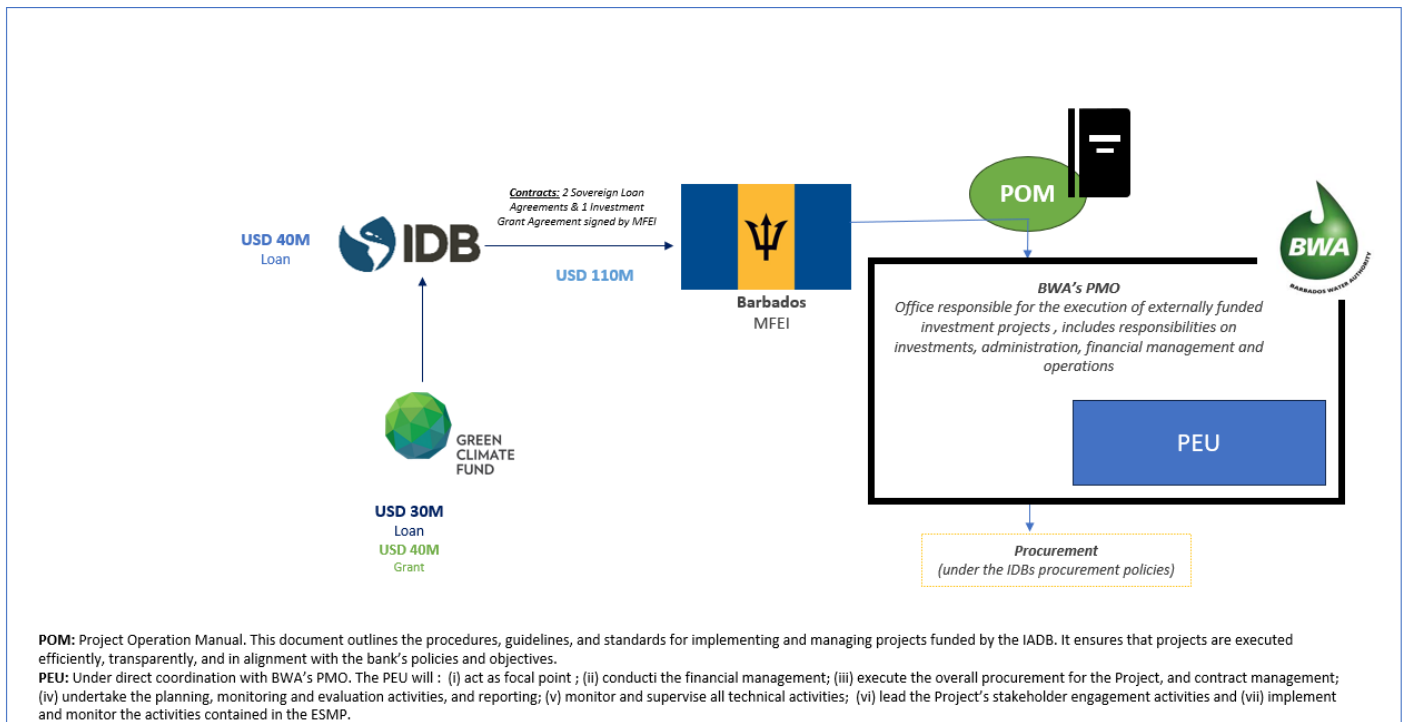 Contracts: 2 Sovereign Loan
Agreements & 1 Investment
Grant Agreement signed by MFEI
USD 40M
Loan
IDB
USD 110M
Barbados
MFEI
POM
BWA
BARBADOS WATER AUTHORITY
BWA's PMO
Office responsible for the execution of externally funded
investment projects , includes responsibilities on
investments, administration, financial management and
operations
PEU
GREEN
CLIMATE
FUND
USD 30M
Loan
USD 40M
Grant
Procurement
(under the IDBs procurement policies)
POM: Project Operation Manual. This document outlines the procedures, guidelines, and standards for implementing and managing projects funded by the IADB. It ensures that projects are executed
efficiently, transparently, and in alignment with the bank's policies and objectives.
PEU: Under direct coordination with BWA's PMO. The PEU will : (i) act as focal point ; (ii) conducti the financial management; (iii) execute the overall procurement for the Project, and contract management;
(iv) undertake the planning, monitoring and evaluation activities, and reporting; (v) monitor and supervise all technical activities; (vi) lead the Project's stakeholder engagement activities and (vii) implement
and monitor the activities contained in the ESMP.